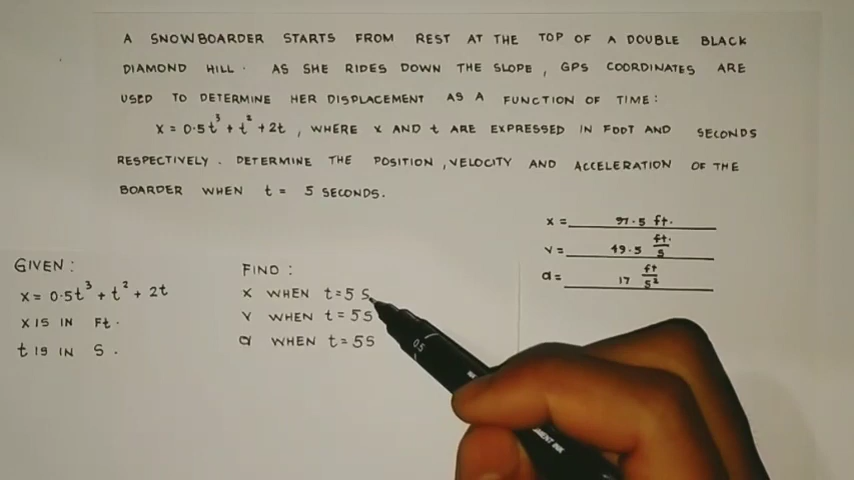 A SNOWBOARDER STARTS FROM REST AT THE TOP OF A DOUBLE BLACK
DIAMOND HILL. AS SHE RIDES DOWN THE SLOPE, GPS COORDINATES ARE
USED TO DETERMINE HER DISPLACEMENT AS A FUNCTION OF TIME:
x = 0.5t³ + t² + 2t, WHERE x AND t ARE EXPRESSED IN FOOT AND SECONDS
RESPECTIVELY. DETERMINE THE POSITION, VELOCITY AND ACCELERATION OF THE
BOARDER WHEN t = 5 SECONDS.
x = 97.5 ft.
v = 49.5 ft./s
a = 17 ft/s²
GIVEN:
x = 0.5t³ + t² + 2t
x IS IN Ft.
t IS IN S.
FIND:
x WHEN t=5 S
V WHEN t = 5S
a WHEN t=5S
0.5